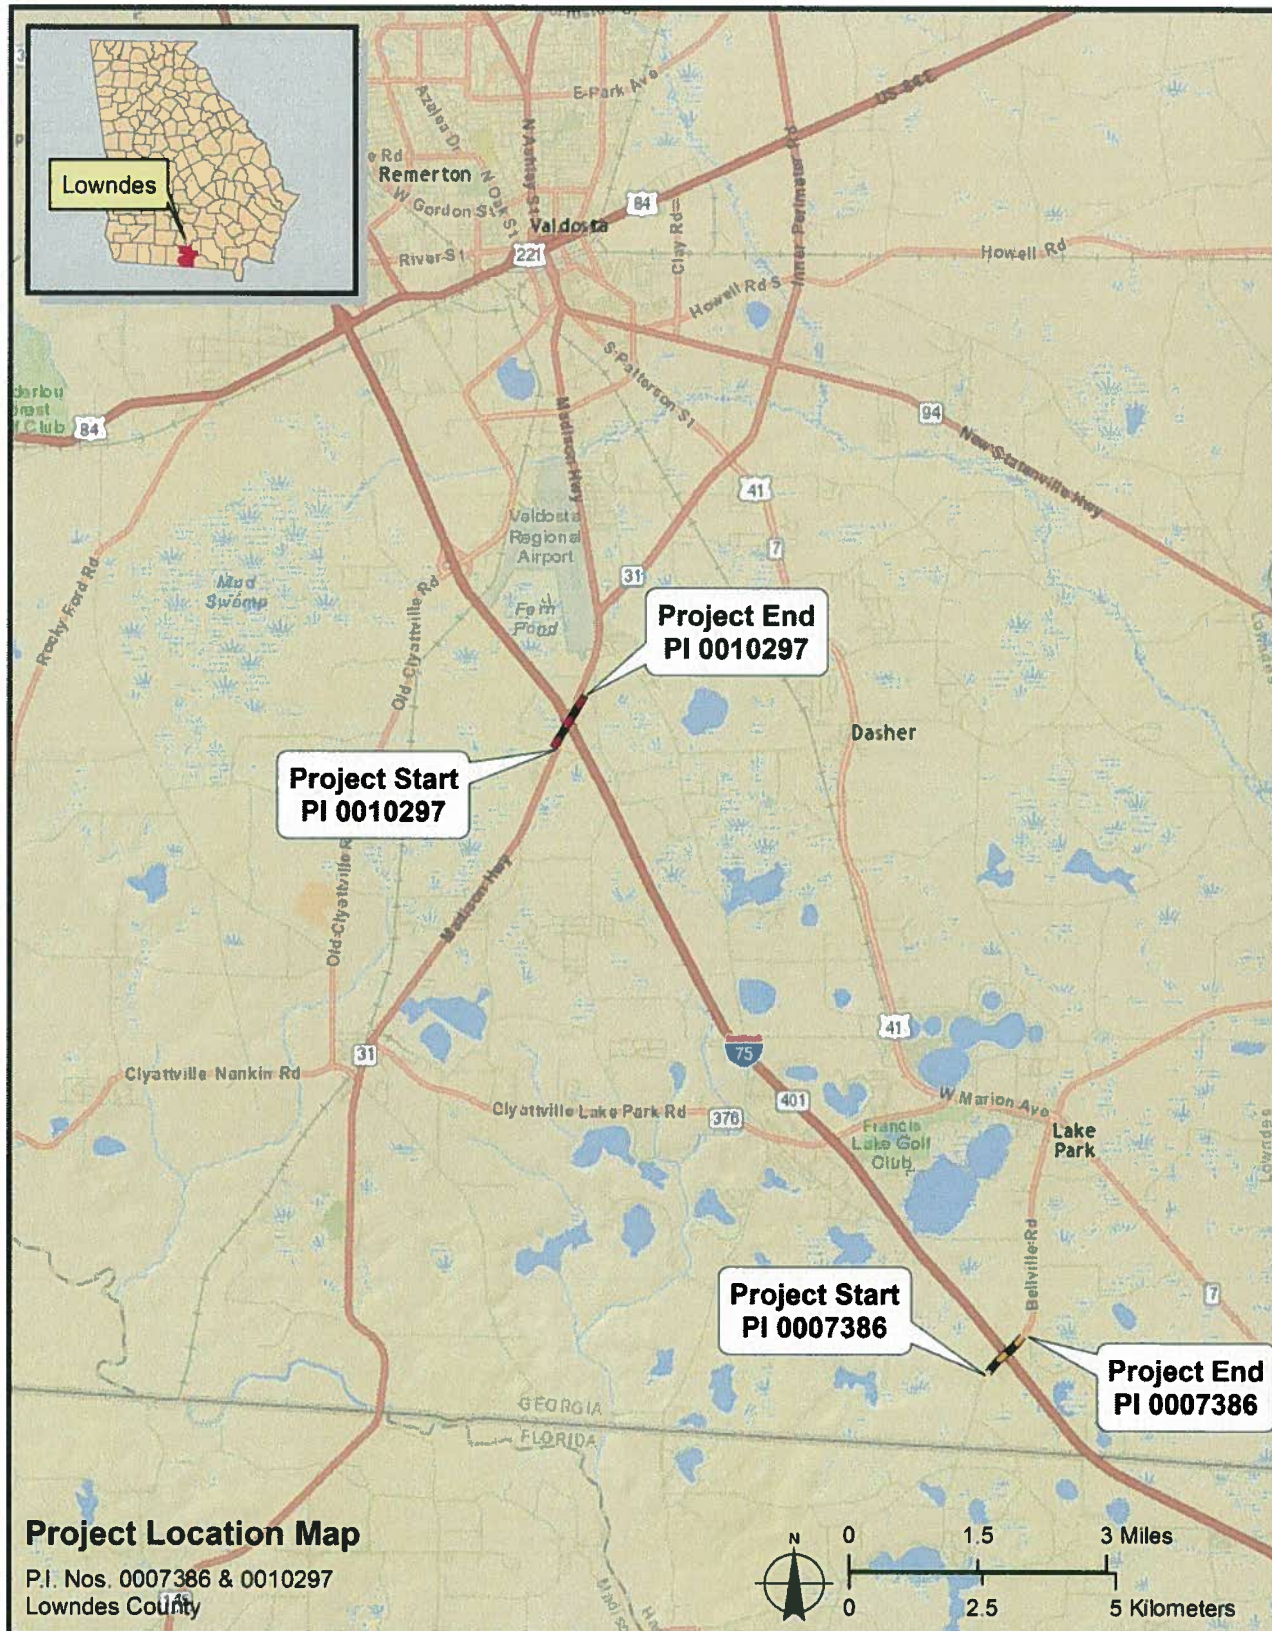 E Park Ave
US 84E
Azalea Dr
N Ashley St
Remerton
N Oak St
W Gordon St
Lowndes
84
Valdosta
Clay Rd
Inner Perimeter Rd
River St
221
Howell Rd
Howell Rd S
S Patterson St
84
Madison Hwy
94
New Statenville Hwy
41
Valdosta
Regional
Airport
7
31
Rocky Ford Rd
Mud
Swamp
Old Clyattville Rd
Fern
Pond
Project End
PI 0010297
Dasher
Project Start
PI 0010297
Old Clyattville R
Madison Hwy
41
31
75
Clyattville Nankin Rd
401
Clyattville Lake Park Rd
376
W Marion Ave
Francis
Lake Golf
Club
Lake
Park
Lowndes
Bellville Rd
Project Start
PI 0007386
7
Project End
PI 0007386
GEORGIA
FLORIDA
Project Location Map
P.I. Nos. 0007386 & 0010297
Lowndes County
N
0 1.5 3 Miles
0 2.5 5 Kilometers